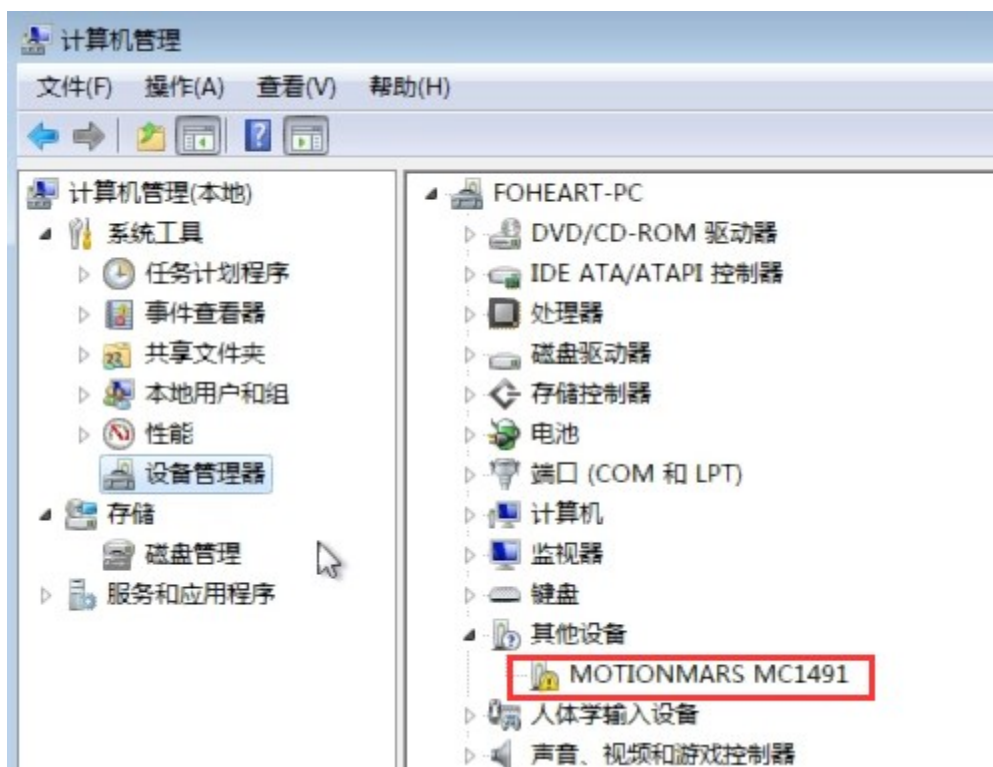 计算机管理
文件(F) 操作(A) 查看(V) 帮助(H)
计算机管理(本地)
系统工具
任务计划程序
事件查看器
共享文件夹
本地用户和组
性能
设备管理器
存储
磁盘管理
服务和应用程序
FOHEART-PC
DVD/CD-ROM 驱动器
IDE ATA/ATAPI 控制器
处理器
磁盘驱动器
存储控制器
电池
端口 (COM 和 LPT)
计算机
监视器
键盘
其他设备
MOTIONMARS MC1491
人体学输入设备
声音、视频和游戏控制器